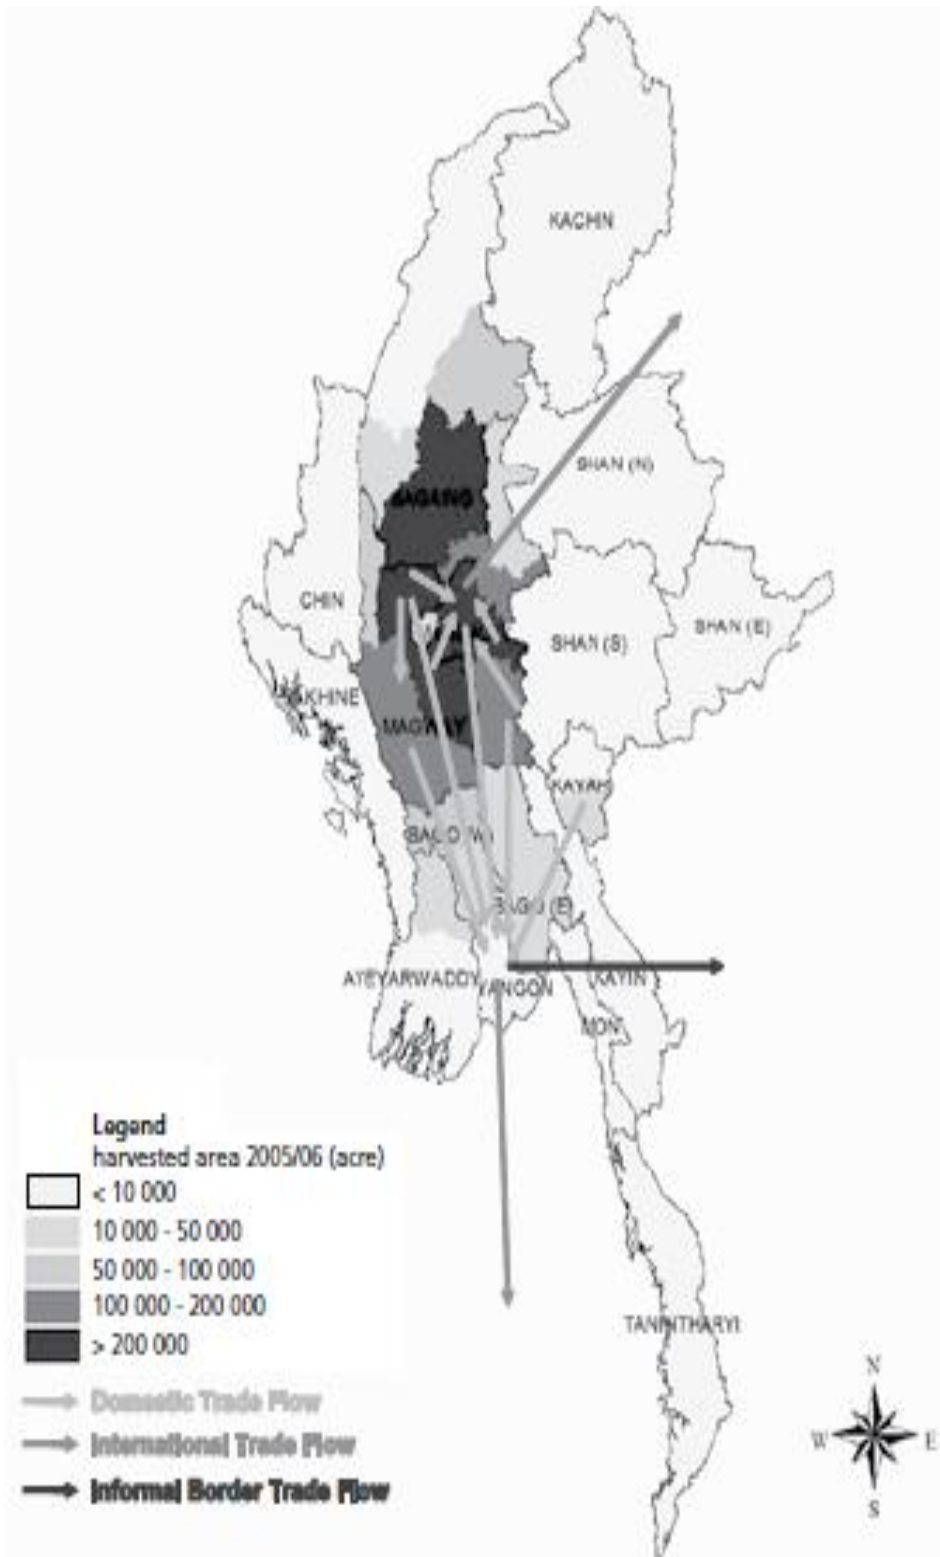 KACHIN
SHAN (N)
SAGAING
CHIN
SHAN (S)
SHAN (E)
MAGWAY
KAYAH
BAGO (W)
BAGO (E)
AYEYARWADDY
YANGON
KAYIN
MON
TANINTHARYI
Legend
harvested area 2005/06 (acre)
< 10 000
10 000 - 50 000
50 000 - 100 000
100 000 - 200 000
> 200 000
Domestic Trade Flow
International Trade Flow
Informal Border Trade Flow
N
W
E
S